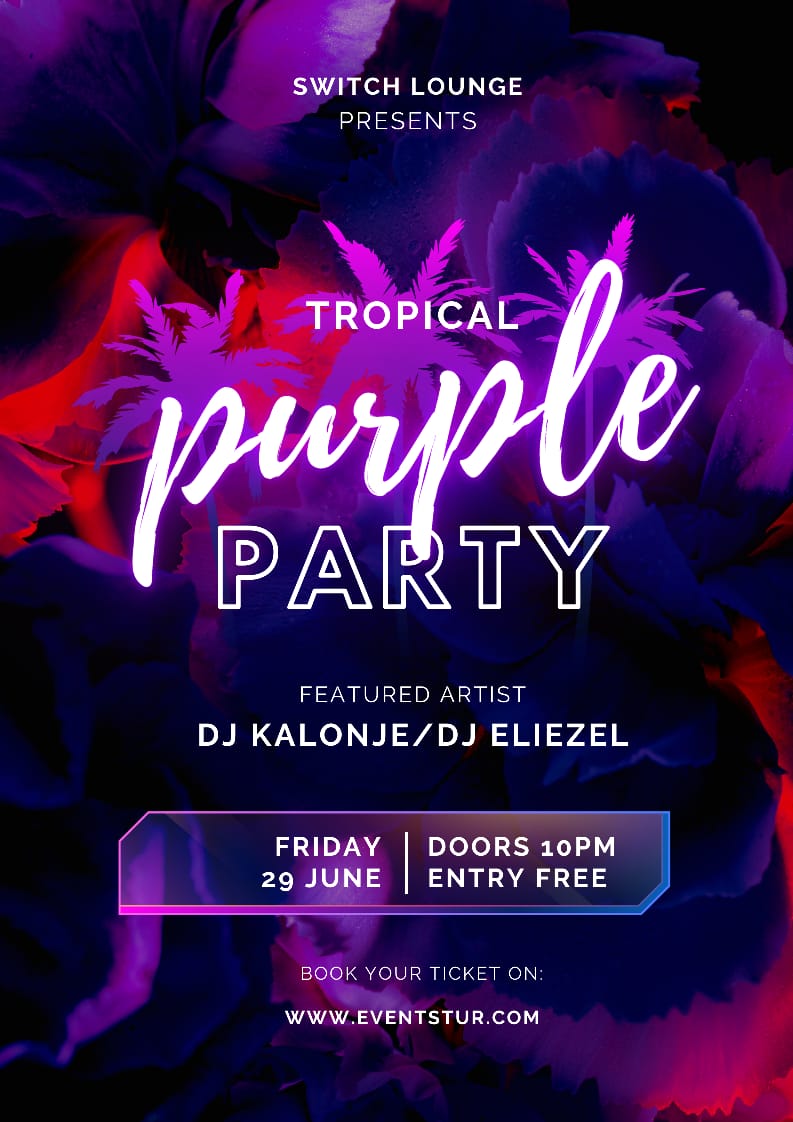 SWITCH LOUNGE
PRESENTS
TROPICAL
purple
PARTY
FEATURED ARTIST
DJ KALONJE/DJ ELIEZEL
FRIDAY
29 JUNE
DOORS 10PM
ENTRY FREE
BOOK YOUR TICKET ON:
WWW.EVENTSTUR.COM